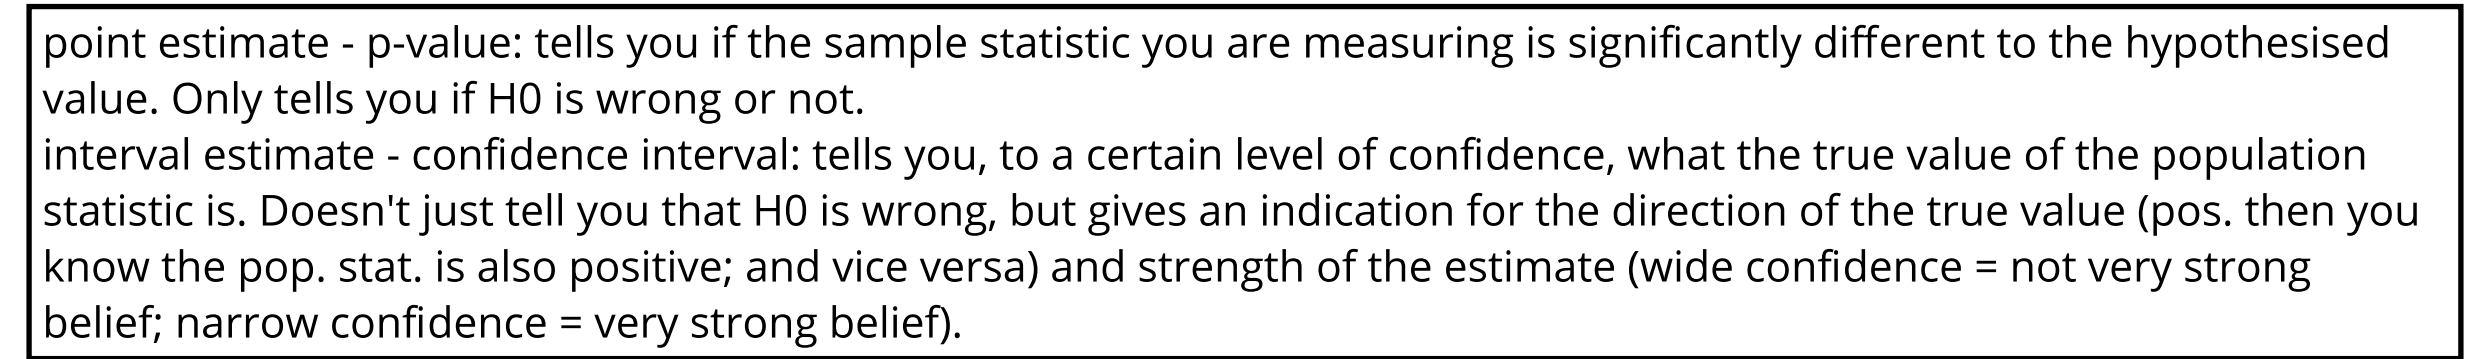 point estimate - p-value: tells you if the sample statistic you are measuring is significantly different to the hypothesised
value. Only tells you if H0 is wrong or not.
interval estimate - confidence interval: tells you, to a certain level of confidence, what the true value of the population
statistic is. Doesn't just tell you that H0 is wrong, but gives an indication for the direction of the true value (pos. then you
know the pop. stat. is also positive; and vice versa) and strength of the estimate (wide confidence = not very strong
belief; narrow confidence = very strong belief).